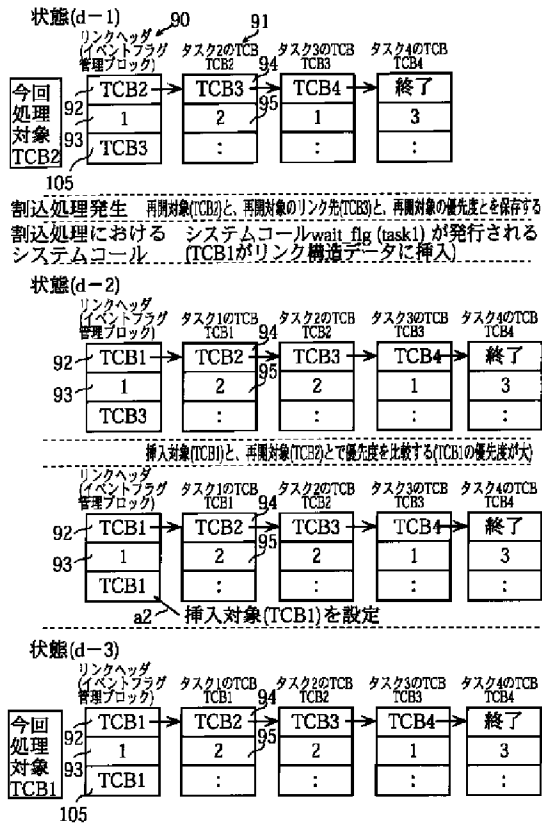 状態(d-1)
リンクヘッダ 90
(イベントフラグ
管理ブロック)
91
タスク2のTCB
TCB2
タスク3のTCB
TCB3
タスク4のTCB
TCB4
94
今回
処理
対象
TCB2
92
93
TCB2 TCB3 TCB4 終了
1 2 1 3
95
TCB3 : : :
105
割込処理発生 再開対象(TCB2)と、再開対象のリンク先(TCB3)と、再開対象の優先度とを保存する
割込処理における システムコールwait_flg (task1) が発行される
システムコール (TCB1がリンク構造データに挿入)
状態(d-2)
リンクヘッダ
(イベントフラグ
管理ブロック)
タスク1のTCB
TCB1
94
タスク2のTCB
TCB2
タスク3のTCB
TCB3
タスク4のTCB
TCB4
92 TCB1 TCB2 TCB3 TCB4 終了
95
93 1 2 2 1 3
TCB3 : : : :
挿入対象(TCB1)と、再開対象(TCB2)とで優先度を比較する(TCB1の優先度が大)
リンクヘッダ
(イベントフラグ
管理ブロック)
タスク1のTCB
TCB1
94
タスク2のTCB
TCB2
タスク3のTCB
TCB3
タスク4のTCB
TCB4
92 TCB1 TCB2 TCB3 TCB4 終了
95
93 1 2 2 1 3
TCB1 : : : :
a2 挿入対象(TCB1)を設定
状態(d-3)
リンクヘッダ
(イベントフラグ
管理ブロック)
タスク1のTCB
TCB1
94
タスク2のTCB
TCB2
タスク3のTCB
TCB3
タスク4のTCB
TCB4
今回
処理
対象
TCB1
92
93
TCB1 TCB2 TCB3 TCB4 終了
95
1 2 2 1 3
TCB1 : : : :
105